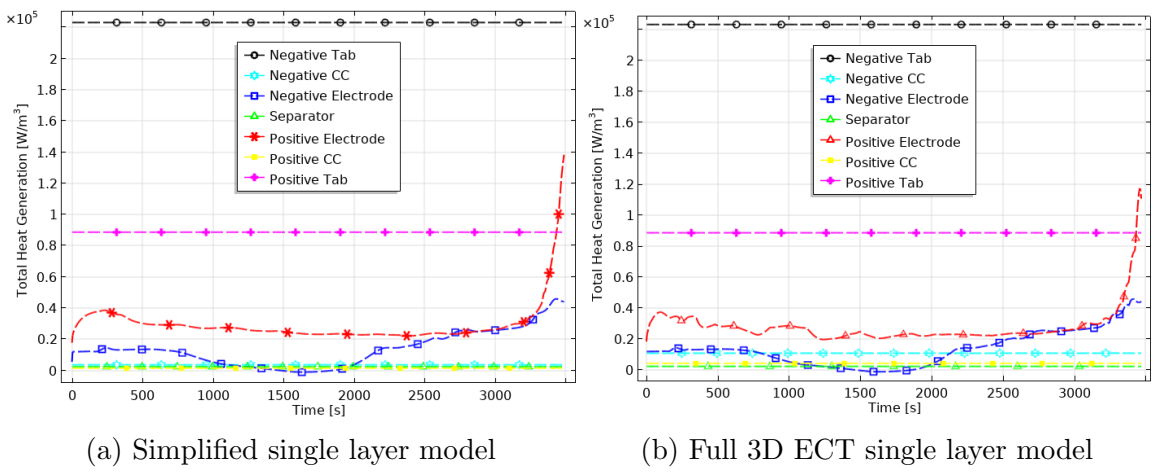 ×10⁵
Total Heat Generation [W/m³]
2
1.8
1.6
1.4
1.2
1
0.8
0.6
0.4
0.2
0
Negative Tab
Negative CC
Negative Electrode
Separator
Positive Electrode
Positive CC
Positive Tab
0 500 1000 1500 2000 2500 3000
Time [s]
(a) Simplified single layer model
×10⁵
Total Heat Generation [W/m³]
2
1.8
1.6
1.4
1.2
1
0.8
0.6
0.4
0.2
0
Negative Tab
Negative CC
Negative Electrode
Separator
Positive Electrode
Positive CC
Positive Tab
0 500 1000 1500 2000 2500 3000
Time [s]
(b) Full 3D ECT single layer model